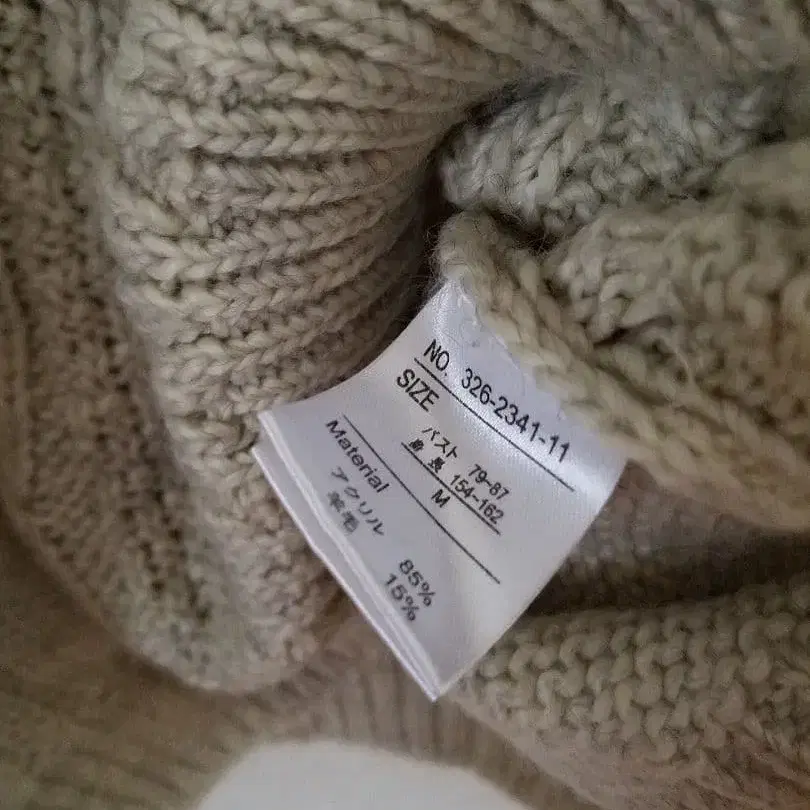 NO. 326-2341-11
SIZE
バスト 79-87
身長 154-162
M
Material
アクリル 85%
羊毛 15%